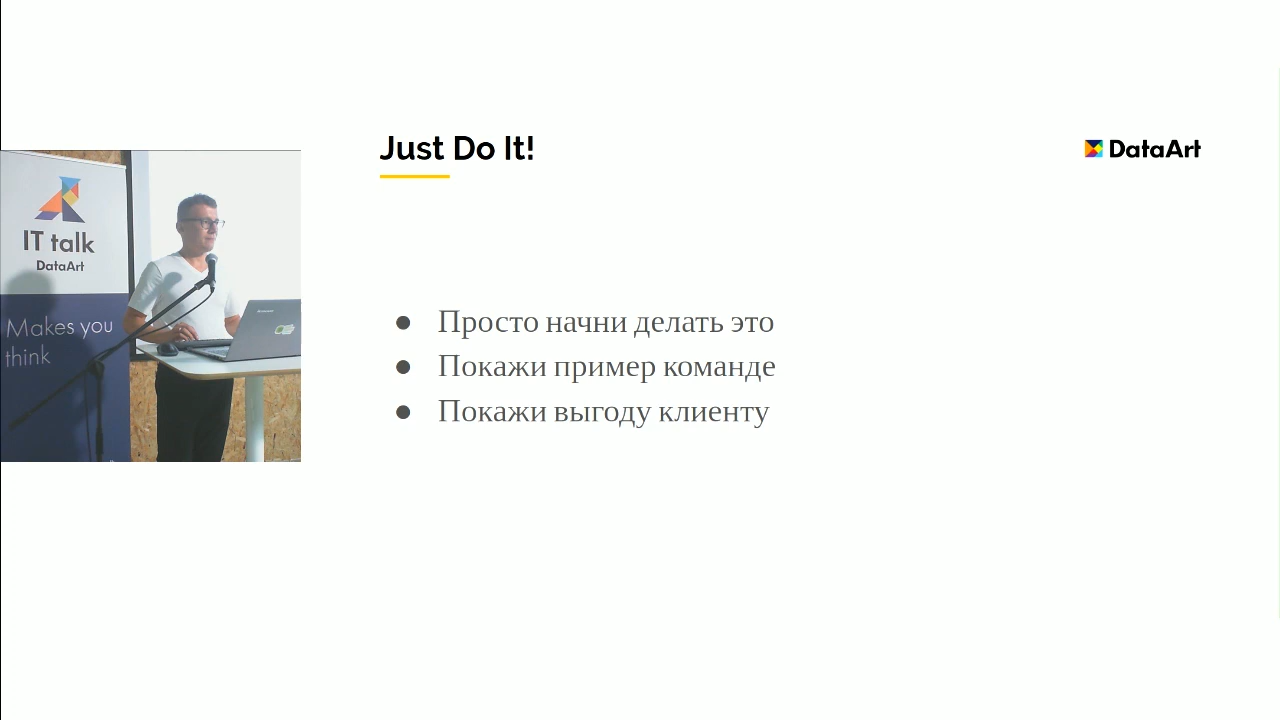 Just Do It!
DataArt
IT talk
DataArt
Makes you
think
● Просто начни делать это
● Покажи пример команде
● Покажи выгоду клиенту